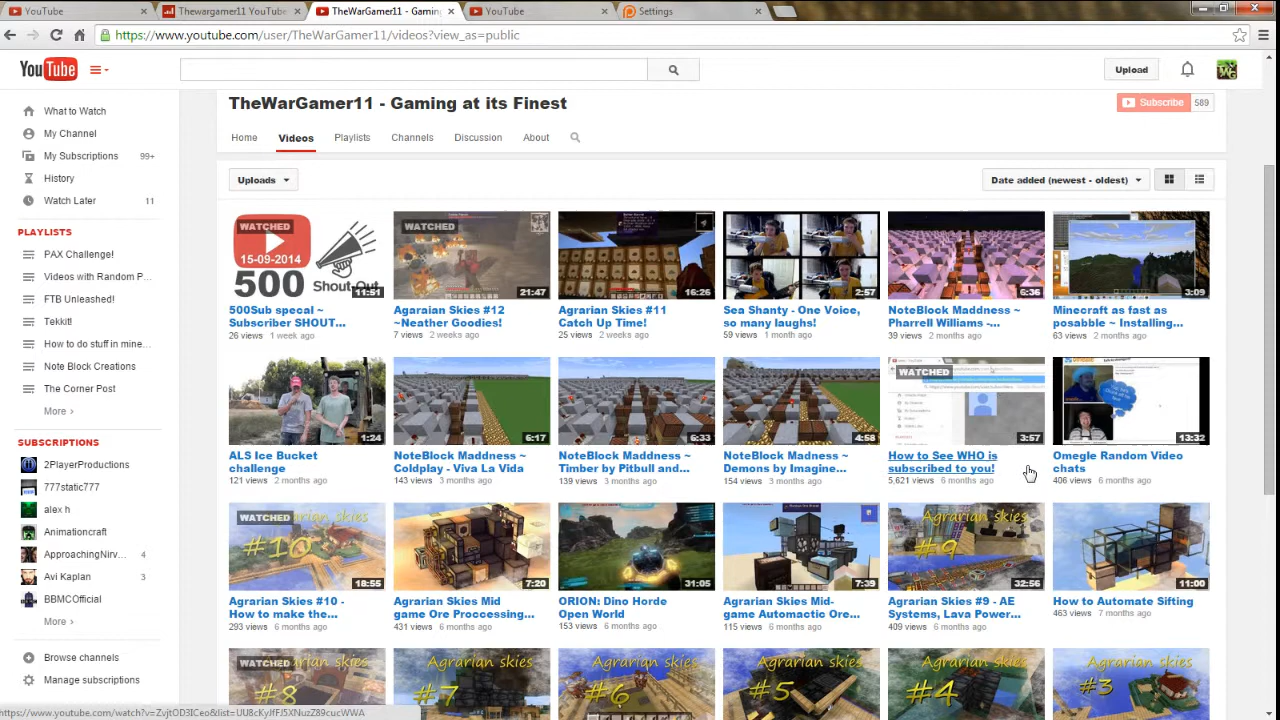 YouTube
Thewargamer11 YouTube
TheWarGamer11 - Gaming
YouTube
Settings
https://www.youtube.com/user/TheWarGamer11/videos?view_as=public
YouTube
Upload
TheWarGamer11 - Gaming at its Finest
Subscribe 589
Home Videos Playlists Channels Discussion About
Uploads
Date added (newest - oldest)
What to Watch
My Channel
My Subscriptions 99+
History
Watch Later 11
PLAYLISTS
PAX Challenge!
Videos with Random P...
FTB Unleashed!
Tekkit!
How to do stuff in mine...
Note Block Creations
The Corner Post
More ›
SUBSCRIPTIONS
2PlayerProductions
777static777
alex h
Animationcraft
ApproachingNirv... 4
Avi Kaplan 3
BBMCOfficial
More ›
Browse channels
Manage subscriptions
WATCHED
15-09-2014
500 Shout-Out
11:51
500Sub specal ~
Subscriber SHOUT...
26 views 1 week ago
WATCHED
21:47
Agaraian Skies #12
~Neather Goodies!
7 views 2 weeks ago
16:26
Agrarian Skies #11
Catch Up Time!
25 views 2 weeks ago
2:57
Sea Shanty - One Voice,
so many laughs!
59 views 1 month ago
6:36
NoteBlock Maddness ~
Pharrell Williams -...
39 views 2 months ago
3:09
Minecraft as fast as
posabble ~ Installing...
63 views 2 months ago
1:24
ALS Ice Bucket
challenge
121 views 2 months ago
6:17
NoteBlock Maddness ~
Coldplay - Viva La Vida
143 views 3 months ago
6:33
NoteBlock Maddness ~
Timber by Pitbull and...
139 views 3 months ago
4:58
NoteBlock Maddness ~
Demons by Imagine...
154 views 3 months ago
WATCHED
3:57
How to See WHO is
subscribed to you!
5,621 views 6 months ago
13:32
Omegle Random Video
chats
406 views 6 months ago
WATCHED
Agrarian skies
#10
18:55
Agrarian Skies #10 -
How to make the...
293 views 6 months ago
7:20
Agrarian Skies Mid
game Ore Proccessing...
431 views 6 months ago
31:05
ORION: Dino Horde
Open World
153 views 6 months ago
7:39
Agrarian Skies Mid-
game Automactic Ore...
115 views 6 months ago
Agrarian skies
#9
32:56
Agrarian Skies #9 - AE
Systems, Lava Power...
409 views 6 months ago
11:00
How to Automate Sifting
463 views 7 months ago
WATCHED
Agrarian skies
#8
Agrarian skies
#7
Agrarian skies
#6
Agrarian skies
#5
Agrarian skies
#4
Agrarian skies
#3